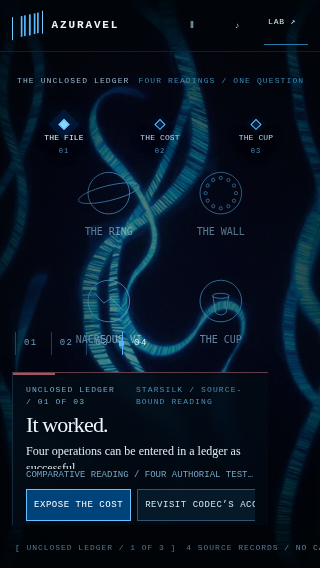 AZURAVEL
LAB ↗
THE UNCLOSED LEDGER FOUR READINGS / ONE QUESTION
THE FILE THE COST THE CUP
01 02 03
THE RING THE WALL
THE CUP
01 02 04
UNCLOSED LEDGER / 01 OF 03
STARSILK / SOURCE-BOUND READING
It worked.
Four operations can be entered in a ledger as
successful
COMPARATIVE READING / FOUR AUTHORIAL TEST…
EXPOSE THE COST REVISIT CODEC’S
[ UNCLOSED LEDGER / 1 OF 3 ] 4 SOURCE RECORDS / NO